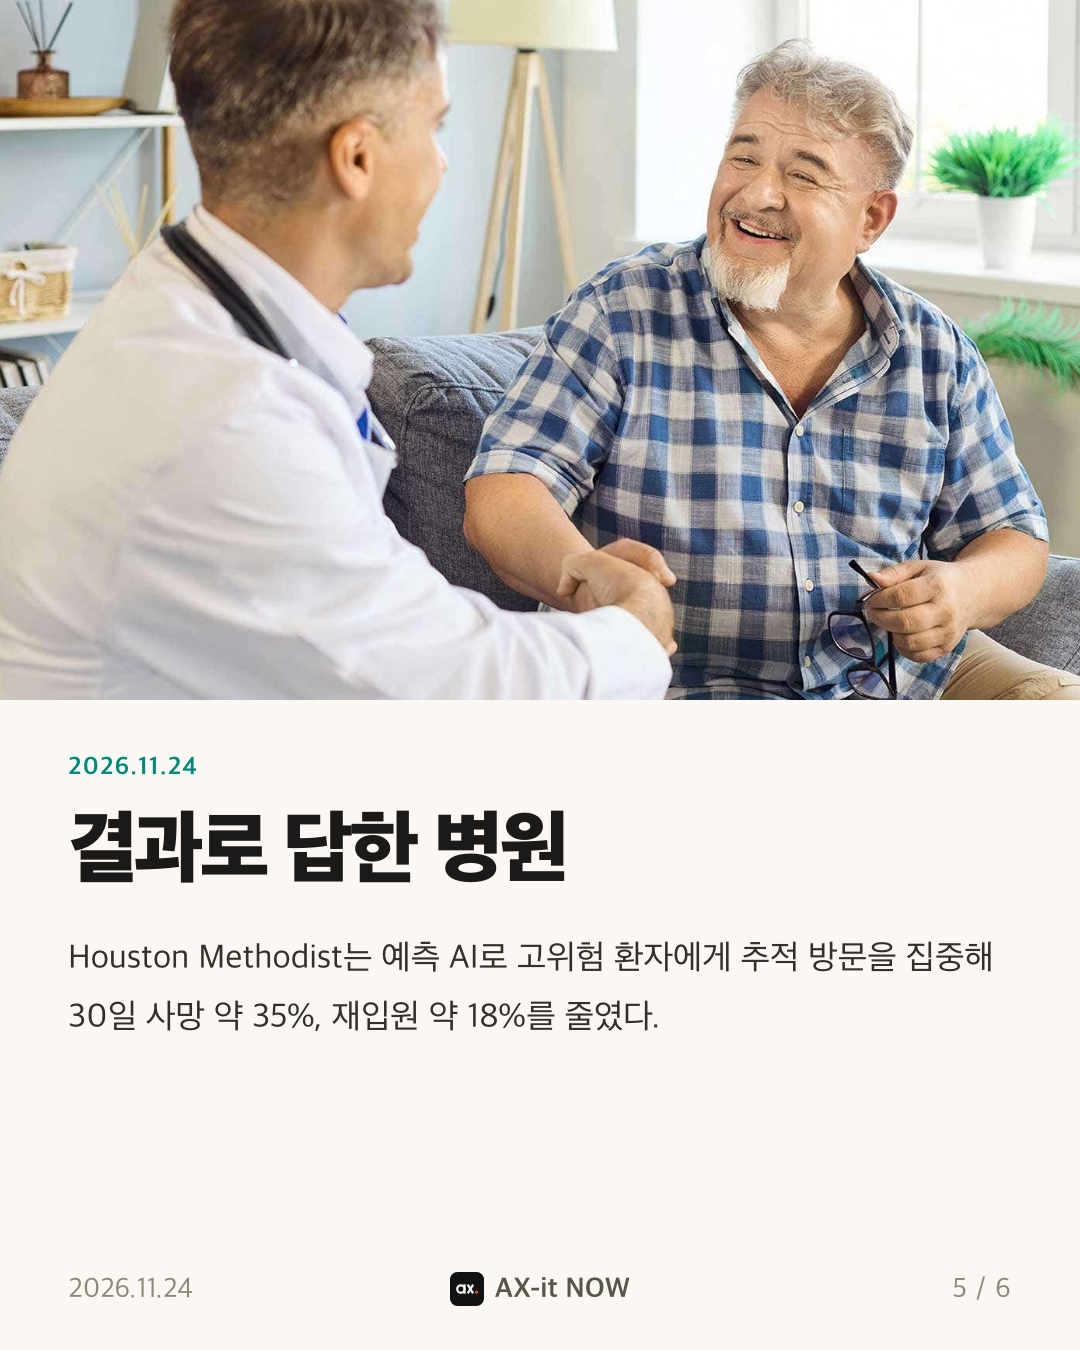 2026.11.24
결과로 답한 병원
Houston Methodist는 예측 AI로 고위험 환자에게 추적 방문을 집중해
30일 사망 약 35%, 재입원 약 18%를 줄였다.
2026.11.24
ax.
AX-it NOW
5 / 6